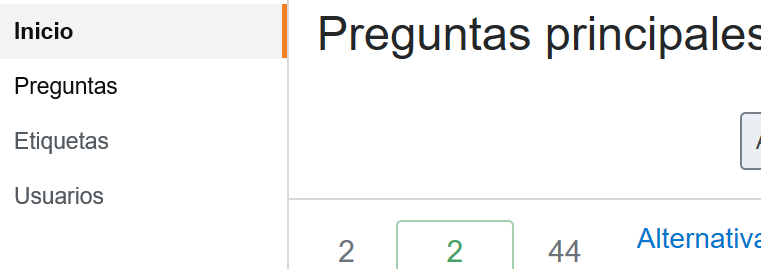 Inicio
Preguntas
Etiquetas
Usuarios
Preguntas principales
2 2 44 Alternativa